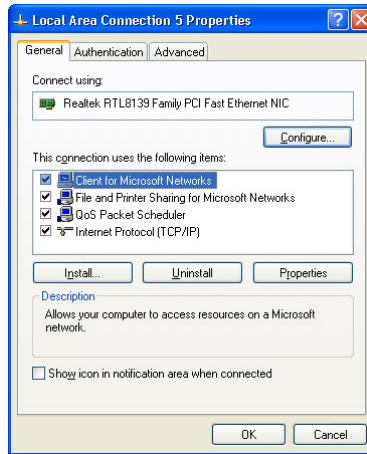 Local Area Connection 5 Properties
General Authentication Advanced
Connect using:
Realtek RTL8139 Family PCI Fast Ethernet NIC
Configure...
This connection uses the following items:
Client for Microsoft Networks
File and Printer Sharing for Microsoft Networks
QoS Packet Scheduler
Internet Protocol (TCP/IP)
Install... Uninstall Properties
Description
Allows your computer to access resources on a Microsoft
network.
Show icon in notification area when connected
OK Cancel